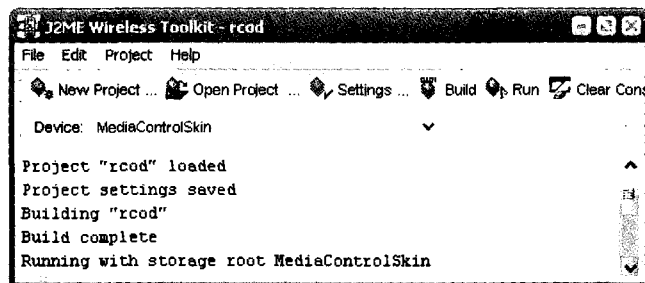 J2ME Wireless Toolkit - rcod
File Edit Project Help
New Project ... Open Project ... Settings ... Build Run Clear Cons
Device: MediaControlSkin
Project "rcod" loaded
Project settings saved
Building "rcod"
Build complete
Running with storage root MediaControlSkin